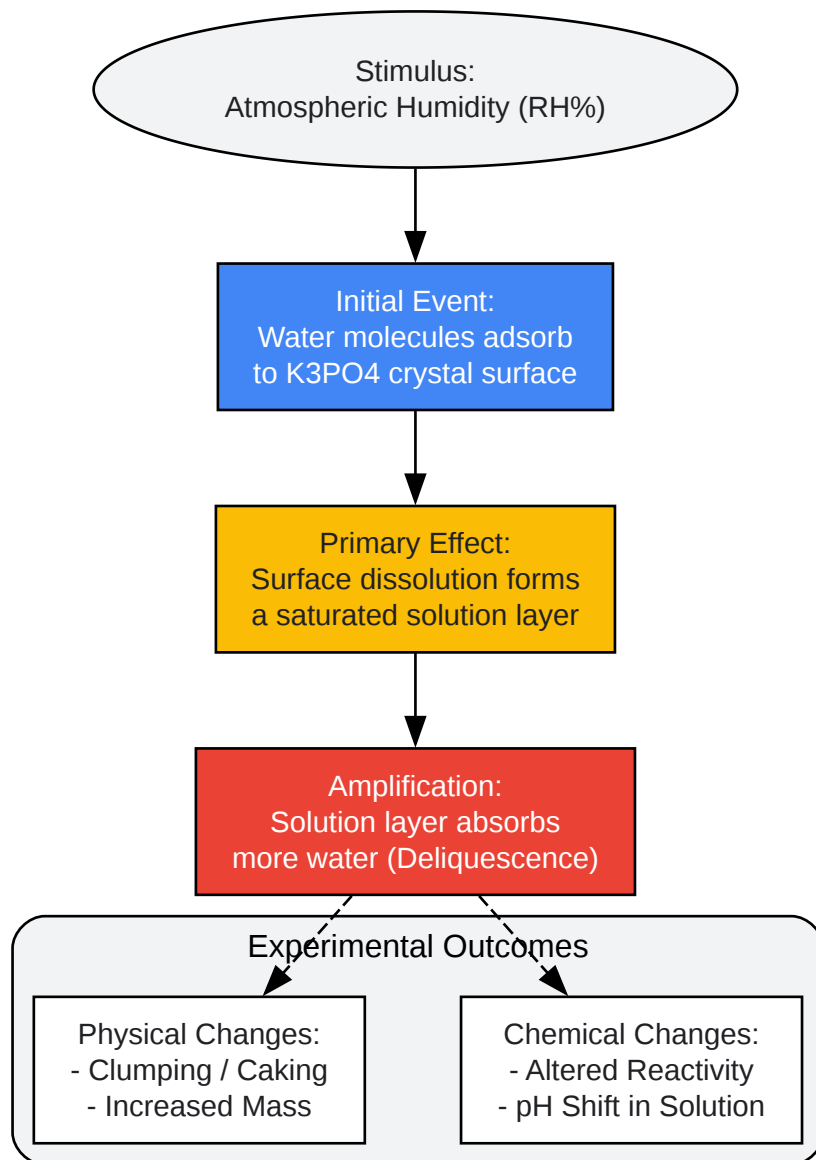 Stimulus:
Atmospheric Humidity (RH%)
Initial Event:
Water molecules adsorb
to K3PO4 crystal surface
Primary Effect:
Surface dissolution forms
a saturated solution layer
Amplification:
Solution layer absorbs
more water (Deliquescence)
Experimental Outcomes
Physical Changes:
- Clumping / Caking
- Increased Mass
Chemical Changes:
- Altered Reactivity
- pH Shift in Solution